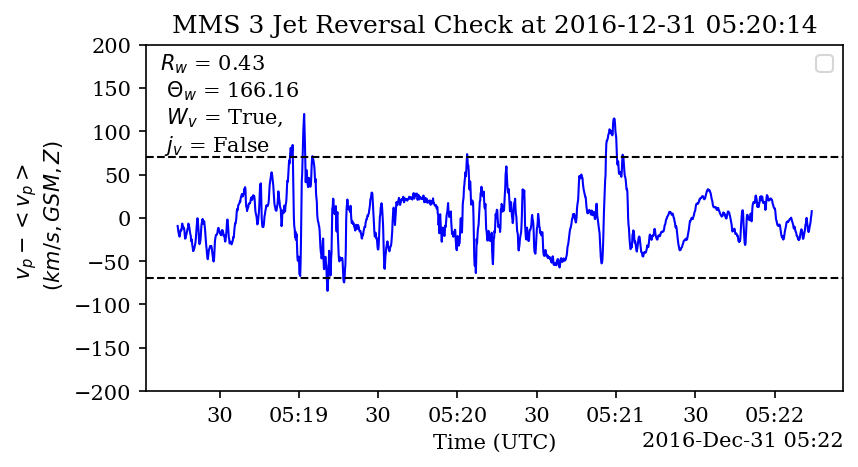 MMS 3 Jet Reversal Check at 2016-12-31 05:20:14
R_w = 0.43
Θ_w = 166.16
W_v = True,
j_v = False
v_p − < v_p >
(km/s, GSM, Z)
200
150
100
50
0
−50
−100
−150
−200
30 05:19 30 05:20 30 05:21 30 05:22
Time (UTC)
2016-Dec-31 05:22